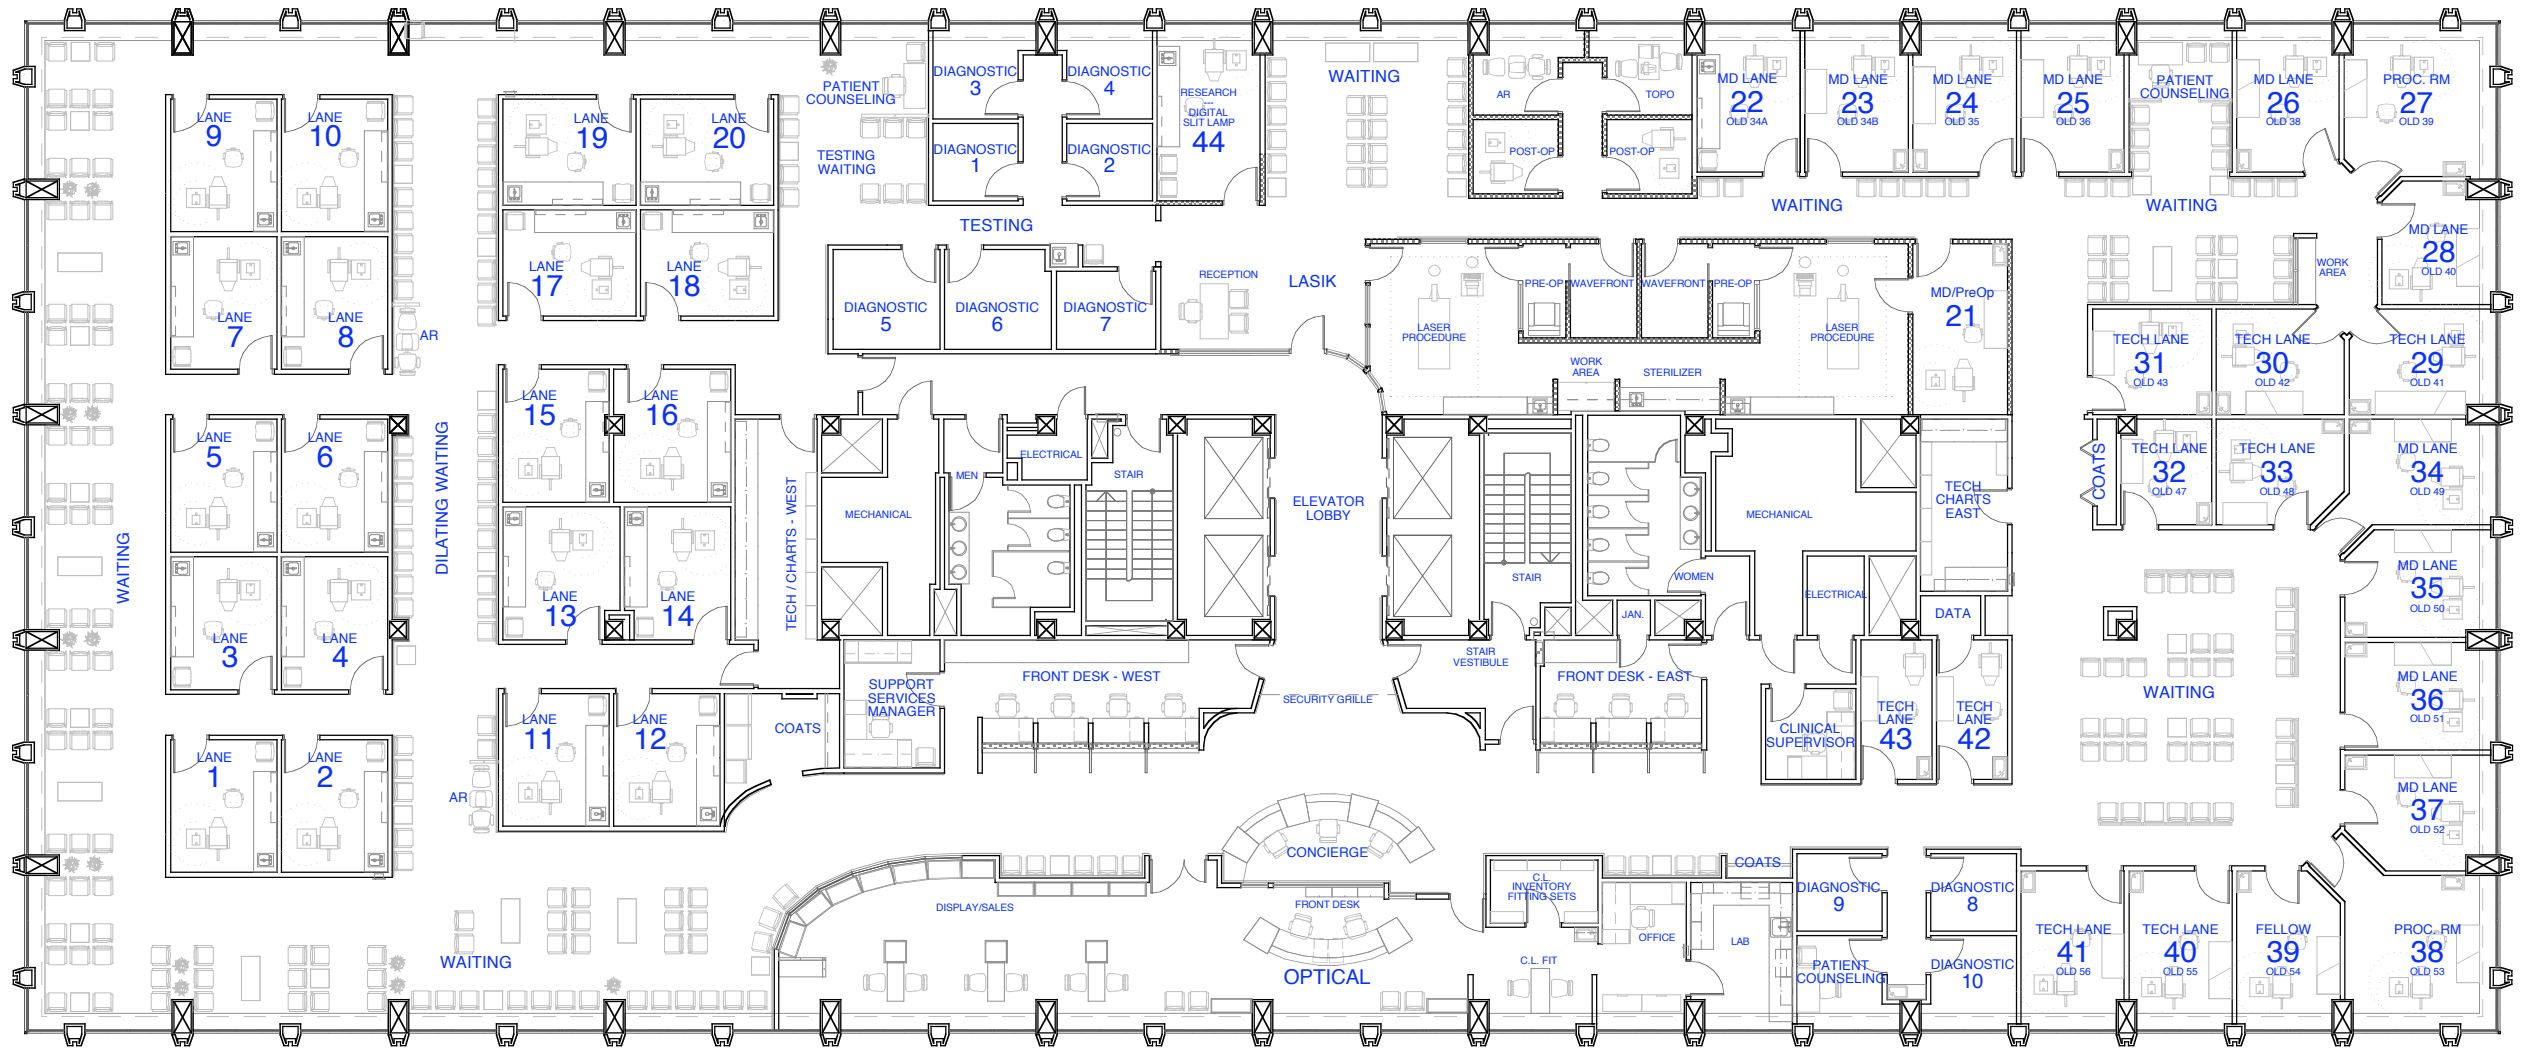 PATIENT
COUNSELING
DIAGNOSTIC
3
DIAGNOSTIC
4
RESEARCH
---
DIGITAL
SLIT LAMP
44
WAITING
AR
TOPO
MD LANE
22
OLD 34A
MD LANE
23
OLD 34B
MD LANE
24
OLD 35
MD LANE
25
OLD 36
PATIENT
COUNSELING
MD LANE
26
OLD 38
PROC. RM
27
OLD 39
LANE
9
LANE
10
LANE
19
LANE
20
TESTING
WAITING
DIAGNOSTIC
1
DIAGNOSTIC
2
POST-OP
POST-OP
TESTING
WAITING
WAITING
LANE
7
LANE
8
AR
LANE
17
LANE
18
DIAGNOSTIC
5
DIAGNOSTIC
6
DIAGNOSTIC
7
RECEPTION
LASIK
LASER
PROCEDURE
PRE-OP
WAVEFRONT
WAVEFRONT
PRE-OP
LASER
PROCEDURE
MD/PreOp
21
WORK
AREA
STERILIZER
WORK
AREA
MD LANE
28
OLD 40
TECH LANE
31
OLD 43
TECH LANE
30
OLD 42
TECH LANE
29
OLD 41
LANE
5
LANE
6
DILATING WAITING
LANE
15
LANE
16
TECH / CHARTS - WEST
MECHANICAL
MEN
ELECTRICAL
STAIR
ELEVATOR
LOBBY
STAIR
WOMEN
JAN.
MECHANICAL
ELECTRICAL
TECH
CHARTS
EAST
DATA
COATS
TECH LANE
32
OLD 47
TECH LANE
33
OLD 48
MD LANE
34
OLD 49
WAITING
LANE
3
LANE
4
LANE
13
LANE
14
MD LANE
35
OLD 50
SUPPORT
SERVICES
MANAGER
FRONT DESK - WEST
SECURITY GRILLE
STAIR
VESTIBULE
FRONT DESK - EAST
CLINICAL
SUPERVISOR
TECH
LANE
43
TECH
LANE
42
WAITING
MD LANE
36
OLD 51
LANE
1
LANE
2
AR
LANE
11
LANE
12
COATS
MD LANE
37
OLD 52
CONCIERGE
COATS
C.L.
INVENTORY
FITTING SETS
DIAGNOSTIC
9
DIAGNOSTIC
8
DISPLAY/SALES
FRONT DESK
OFFICE
LAB
WAITING
OPTICAL
C.L. FIT
PATIENT
COUNSELING
DIAGNOSTIC
10
TECH LANE
41
OLD 56
TECH LANE
40
OLD 55
FELLOW
39
OLD 54
PROC. RM
38
OLD 53